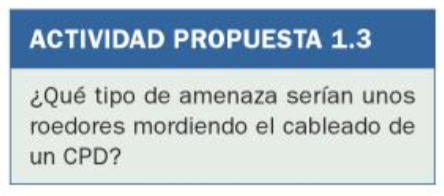 ACTIVIDAD PROPUESTA 1.3
¿Qué tipo de amenaza serían unos
roedores mordiendo el cableado de
un CPD?